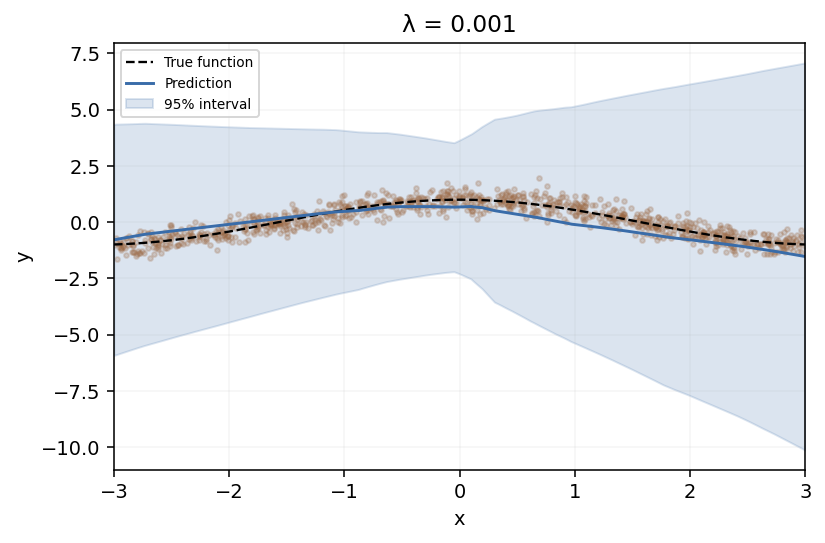 λ = 0.001
True function
Prediction
95% interval
7.5
5.0
2.5
0.0
−2.5
−5.0
−7.5
−10.0
y
−3 −2 −1 0 1 2 3
x